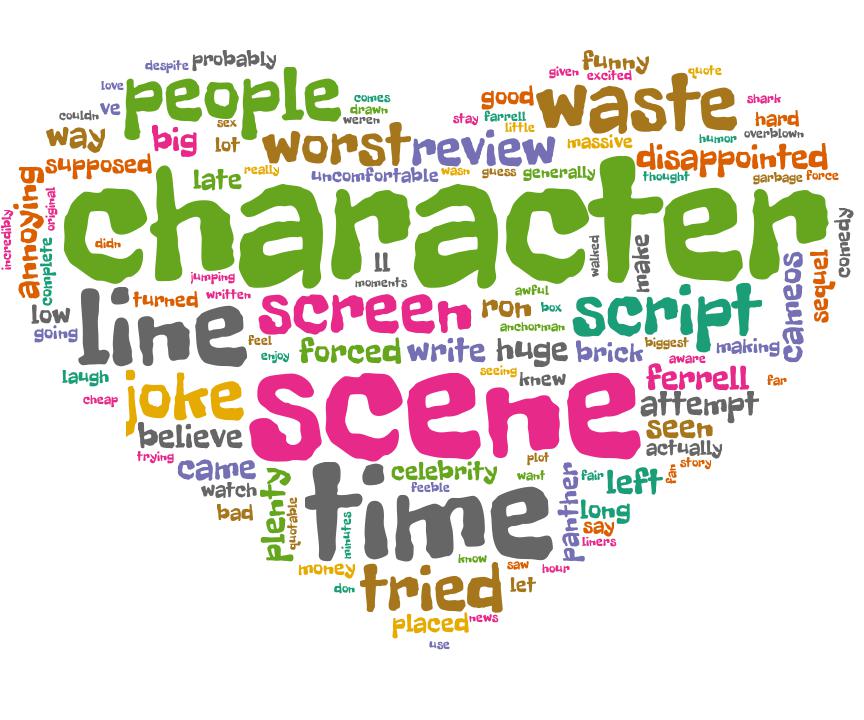 despite probably
funny
given excited quote
love people comes
drawn
weren
ve
couldn
way
sex
big
lot
good waste shark
stay farrell
little
hard
humor overblown
worst review massive
disappointed
supposed
late really
uncomfortable wasn guess generally
thought
garbage force
annoying
incredibly
original
complete
character
didn
ll
jumping
moments
walked
make
comedy
sequel
cameos
low
going
line
turned written
screen ron awful
box
anchorman
script
feel
enjoy
forced write huge brick biggest
making
aware
laugh
cheap
joke
scene
seeing
knew
ferrell far
attempt
seen
actually
believe
trying
came
watch
bad
plenty
quotable
minutes
time
celebrity
feeble
plot
want
panther
fair left
fan
story
long
say
liners
money
don
tried
know
saw hour
let
placed news
use